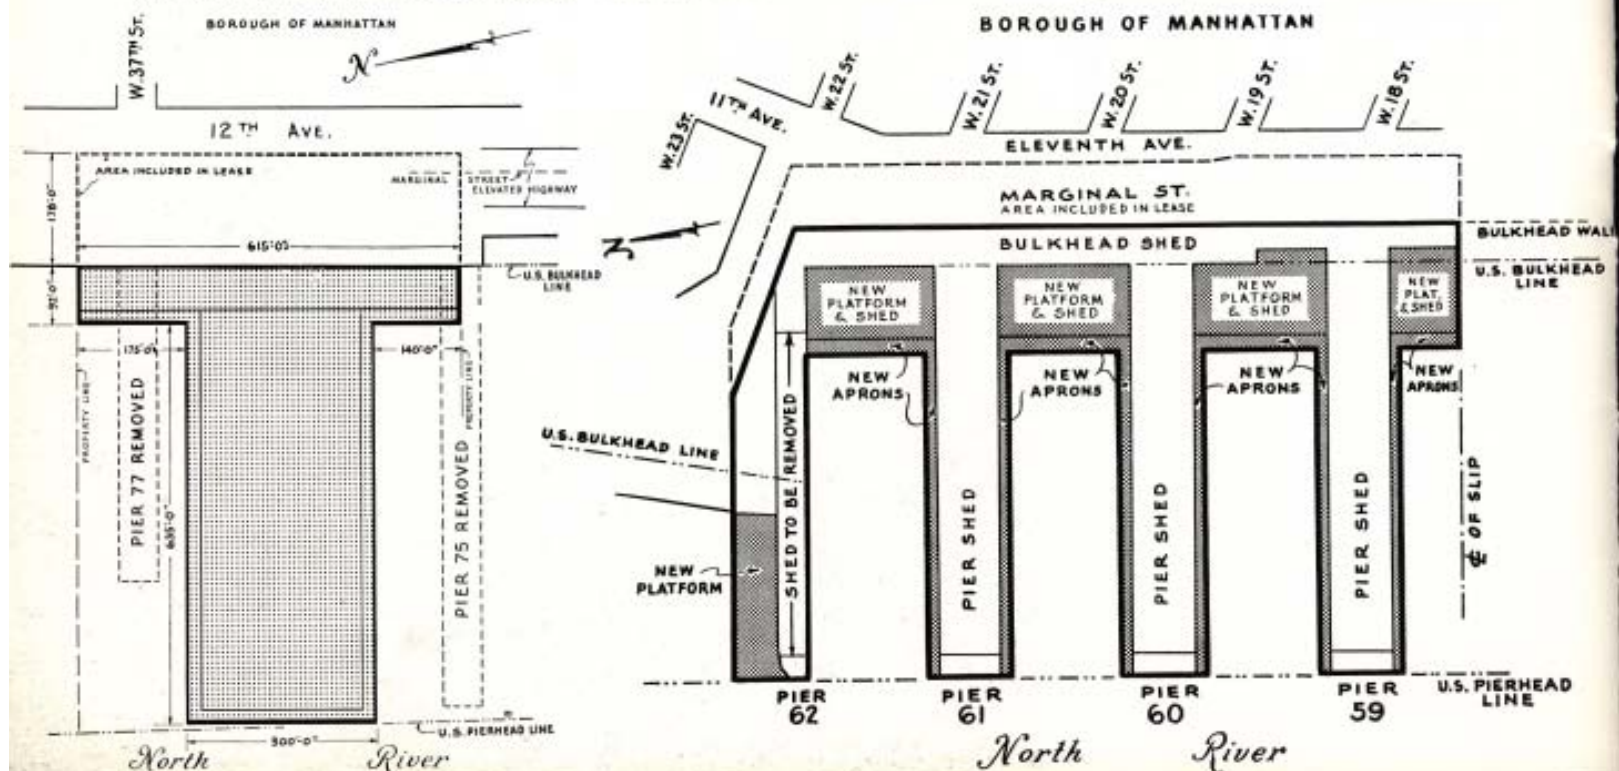 BOROUGH OF MANHATTAN
W. 37TH ST.
N
12TH AVE.
AREA INCLUDED IN LEASE
MARGINAL STREET
ELEVATED HIGHWAY
615'-0"
U.S. BULKHEAD
LINE
175'-0"
140'-0"
PROPERTY LINE
PIER 77 REMOVED
635'-0"
PROPERTY LINE
PIER 75 REMOVED
U.S. PIERHEAD LINE
300'-0"
North River
BOROUGH OF MANHATTAN
11TH AVE.
W. 23 ST.
W. 22 ST.
W. 21 ST.
W. 20 ST.
W. 19 ST.
W. 18 ST.
ELEVENTH AVE.
MARGINAL ST.
AREA INCLUDED IN LEASE
N
BULKHEAD SHED
BULKHEAD WALL
U.S. BULKHEAD
LINE
NEW
PLATFORM
& SHED
NEW
PLATFORM
& SHED
NEW
PLATFORM
& SHED
NEW
PLAT.
& SHED
NEW
APRONS
NEW
APRONS
NEW
APRONS
NEW
APRONS
U.S. BULKHEAD LINE
SHED TO BE REMOVED
NEW
PLATFORM
PIER SHED
PIER SHED
PIER SHED
℄ OF SLIP
PIER
62
PIER
61
PIER
60
PIER
59
U.S. PIERHEAD
LINE
North River